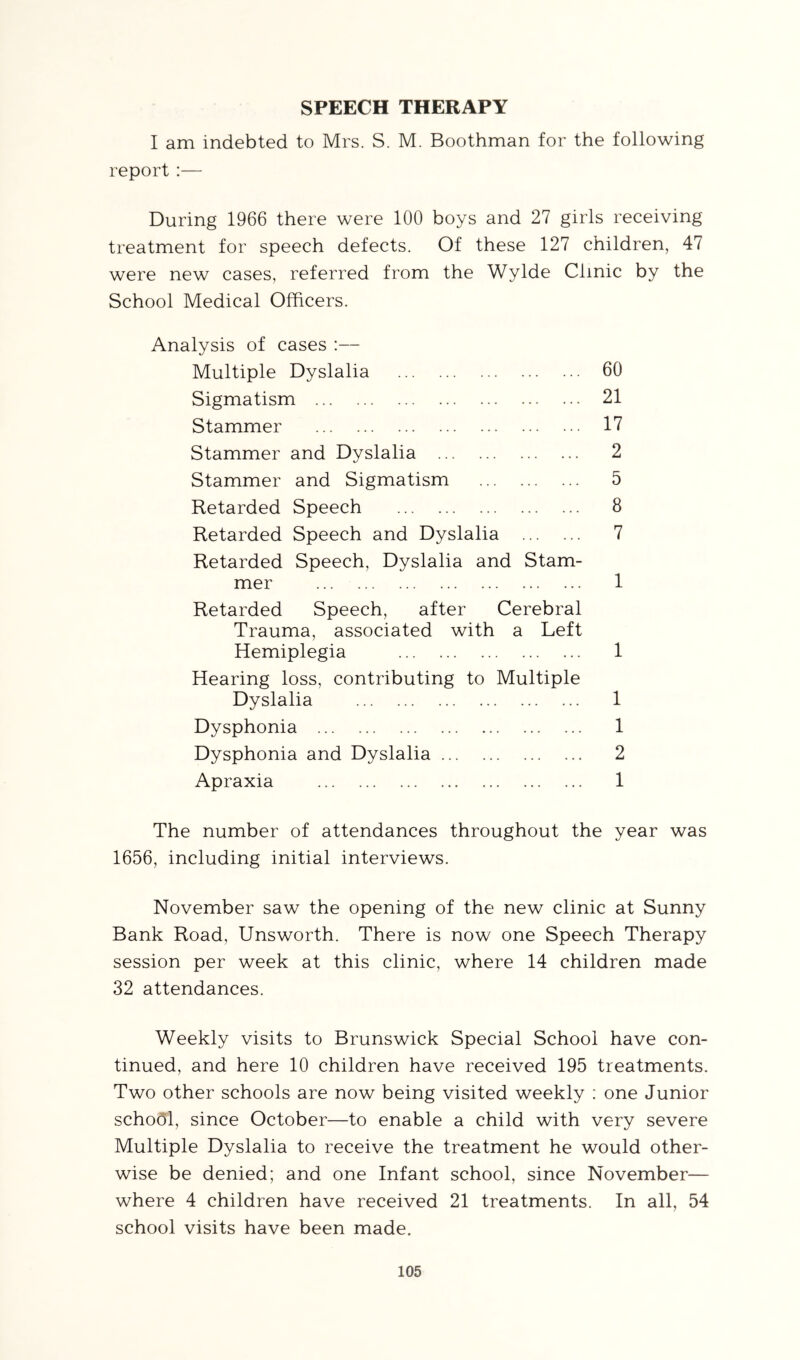 SPEECH THERAPY
I am indebted to Mrs. S. M. Boothman for the following
report :—
During 1966 there were 100 boys and 27 girls receiving
treatment for speech defects. Of these 127 children, 47
were new cases, referred from the Wylde Clinic by the
School Medical Officers.
Analysis of cases :—
Multiple Dyslalia ... ... ... ... ... 60
Sigmatism ... ... ... ... ... ... ... 21
Stammer ... ... ... ... ... ... ... 17
Stammer and Dyslalia ... ... ... ... 2
Stammer and Sigmatism ... ... ... 5
Retarded Speech ... ... ... ... ... 8
Retarded Speech and Dyslalia ... ... 7
Retarded Speech, Dyslalia and Stam-
mer ... ... ... ... ... ... ... 1
Retarded Speech, after Cerebral
Trauma, associated with a Left
Hemiplegia ... ... ... ... ... 1
Hearing loss, contributing to Multiple
Dyslalia ... ... ... ... ... ... 1
Dysphonia ... ... ... ... ... ... ... 1
Dysphonia and Dyslalia ... ... ... ... 2
Apraxia ... ... ... ... ... ... ... 1
The number of attendances throughout the year was
1656, including initial interviews.
November saw the opening of the new clinic at Sunny
Bank Road, Unsworth. There is now one Speech Therapy
session per week at this clinic, where 14 children made
32 attendances.
Weekly visits to Brunswick Special School have con-
tinued, and here 10 children have received 195 treatments.
Two other schools are now being visited weekly : one Junior
school, since October—to enable a child with very severe
Multiple Dyslalia to receive the treatment he would other-
wise be denied; and one Infant school, since November—
where 4 children have received 21 treatments. In all, 54
school visits have been made.
105